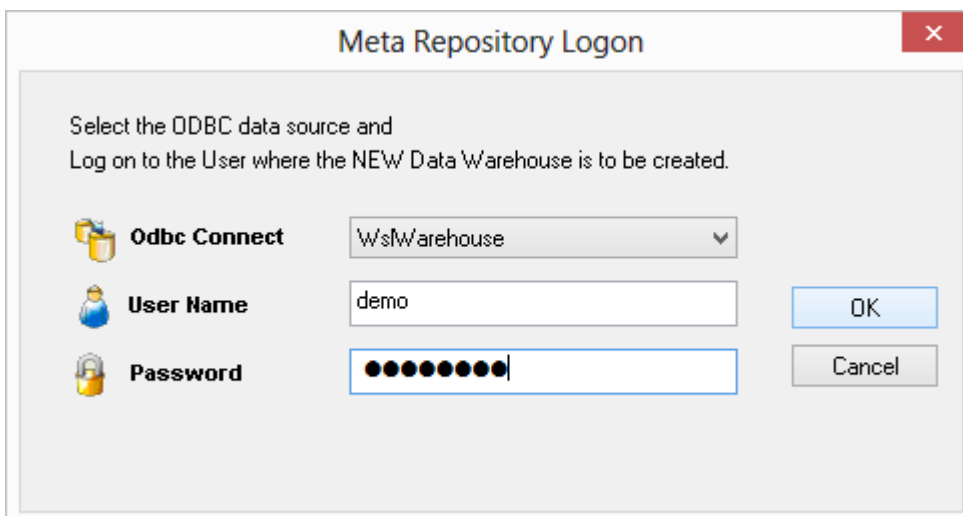 Meta Repository Logon
Select the ODBC data source and
Log on to the User where the NEW Data Warehouse is to be created.
Odbc Connect
WslWarehouse
User Name
demo
OK
Password
●●●●●●●●
Cancel